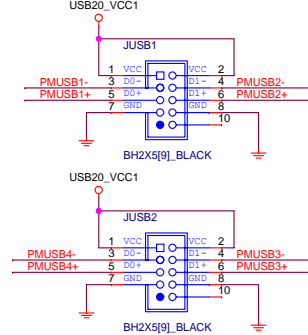 USB20_VCC1
JUSB1
1 VCC VCC 2
PMUSB1- 3 D0- D1- 4 PMUSB2-
PMUSB1+ 5 D0+ D1+ 6 PMUSB2+
7 GND GND 8
10
BH2X5[9]_BLACK
USB20_VCC1
JUSB2
1 VCC VCC 2
PMUSB4- 3 D0- D1- 4 PMUSB3-
PMUSB4+ 5 D0+ D1+ 6 PMUSB3+
7 GND GND 8
10
BH2X5[9]_BLACK